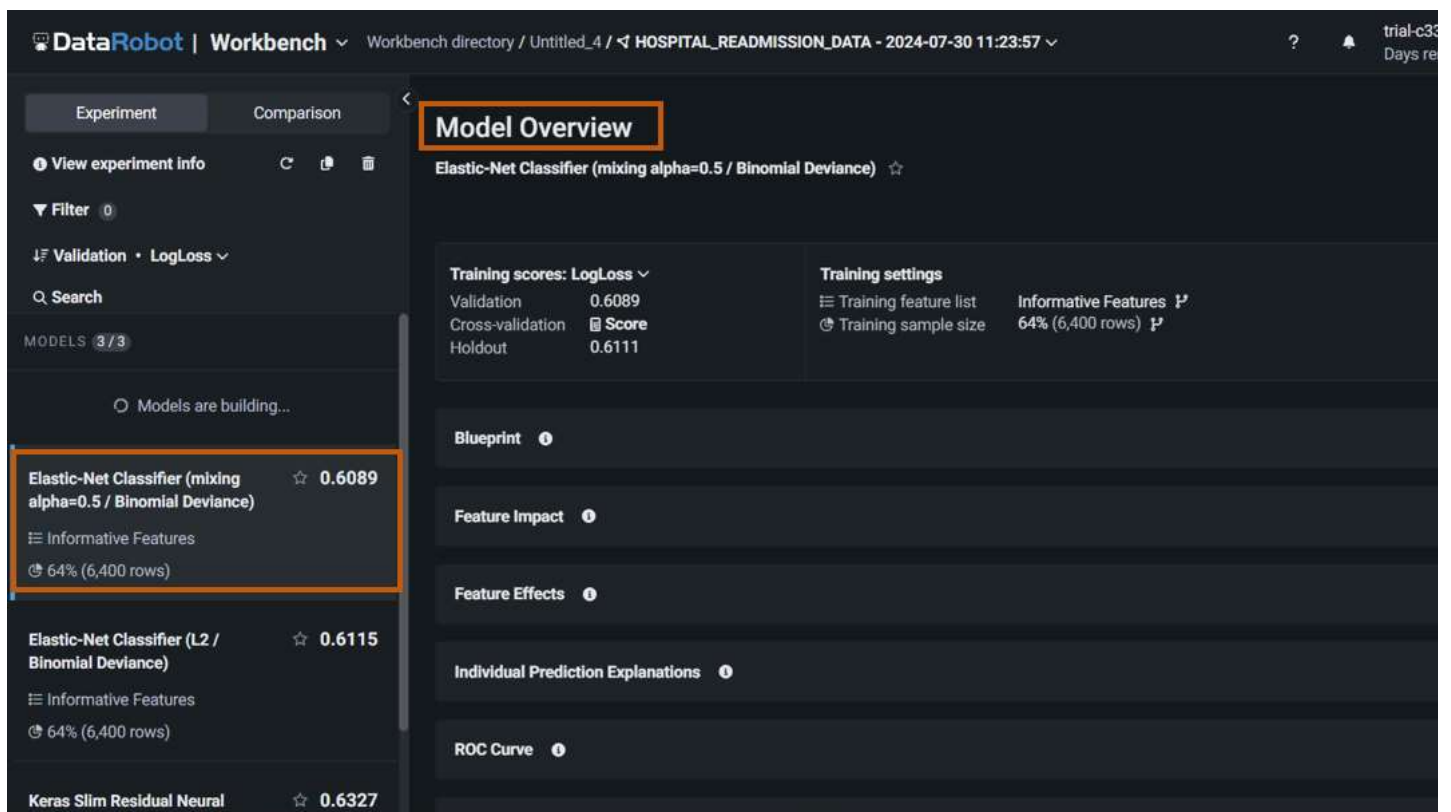 DataRobot | Workbench Workbench directory / Untitled_4 / HOSPITAL_READMISSION_DATA - 2024-07-30 11:23:57 ?
trial-c33
Days re
Experiment Comparison
View experiment info
Filter 0
Validation • LogLoss
Search
MODELS 3/3
Models are building...
Elastic-Net Classifier (mixing 0.6089
alpha=0.5 / Binomial Deviance)
Informative Features
64% (6,400 rows)
Elastic-Net Classifier (L2 / 0.6115
Binomial Deviance)
Informative Features
64% (6,400 rows)
Keras Slim Residual Neural 0.6327
Model Overview
Elastic-Net Classifier (mixing alpha=0.5 / Binomial Deviance)
Training scores: LogLoss
Validation 0.6089
Cross-validation Score
Holdout 0.6111
Training settings
Training feature list Informative Features
Training sample size 64% (6,400 rows)
Blueprint
Feature Impact
Feature Effects
Individual Prediction Explanations
ROC Curve